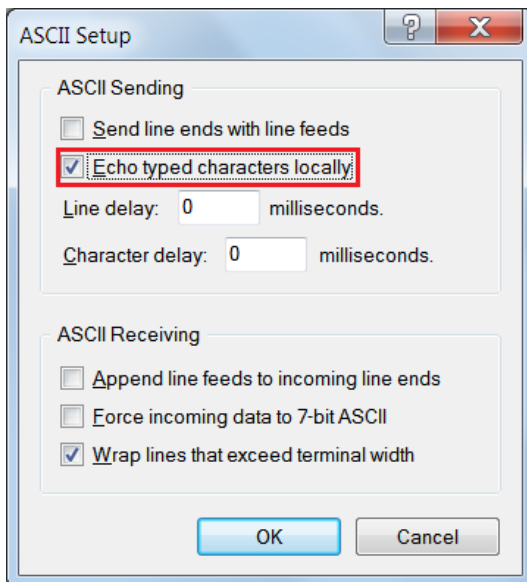 ASCII Setup
ASCII Sending
Send line ends with line feeds
Echo typed characters locally
Line delay: 0 milliseconds.
Character delay: 0 milliseconds.
ASCII Receiving
Append line feeds to incoming line ends
Force incoming data to 7-bit ASCII
Wrap lines that exceed terminal width
OK Cancel